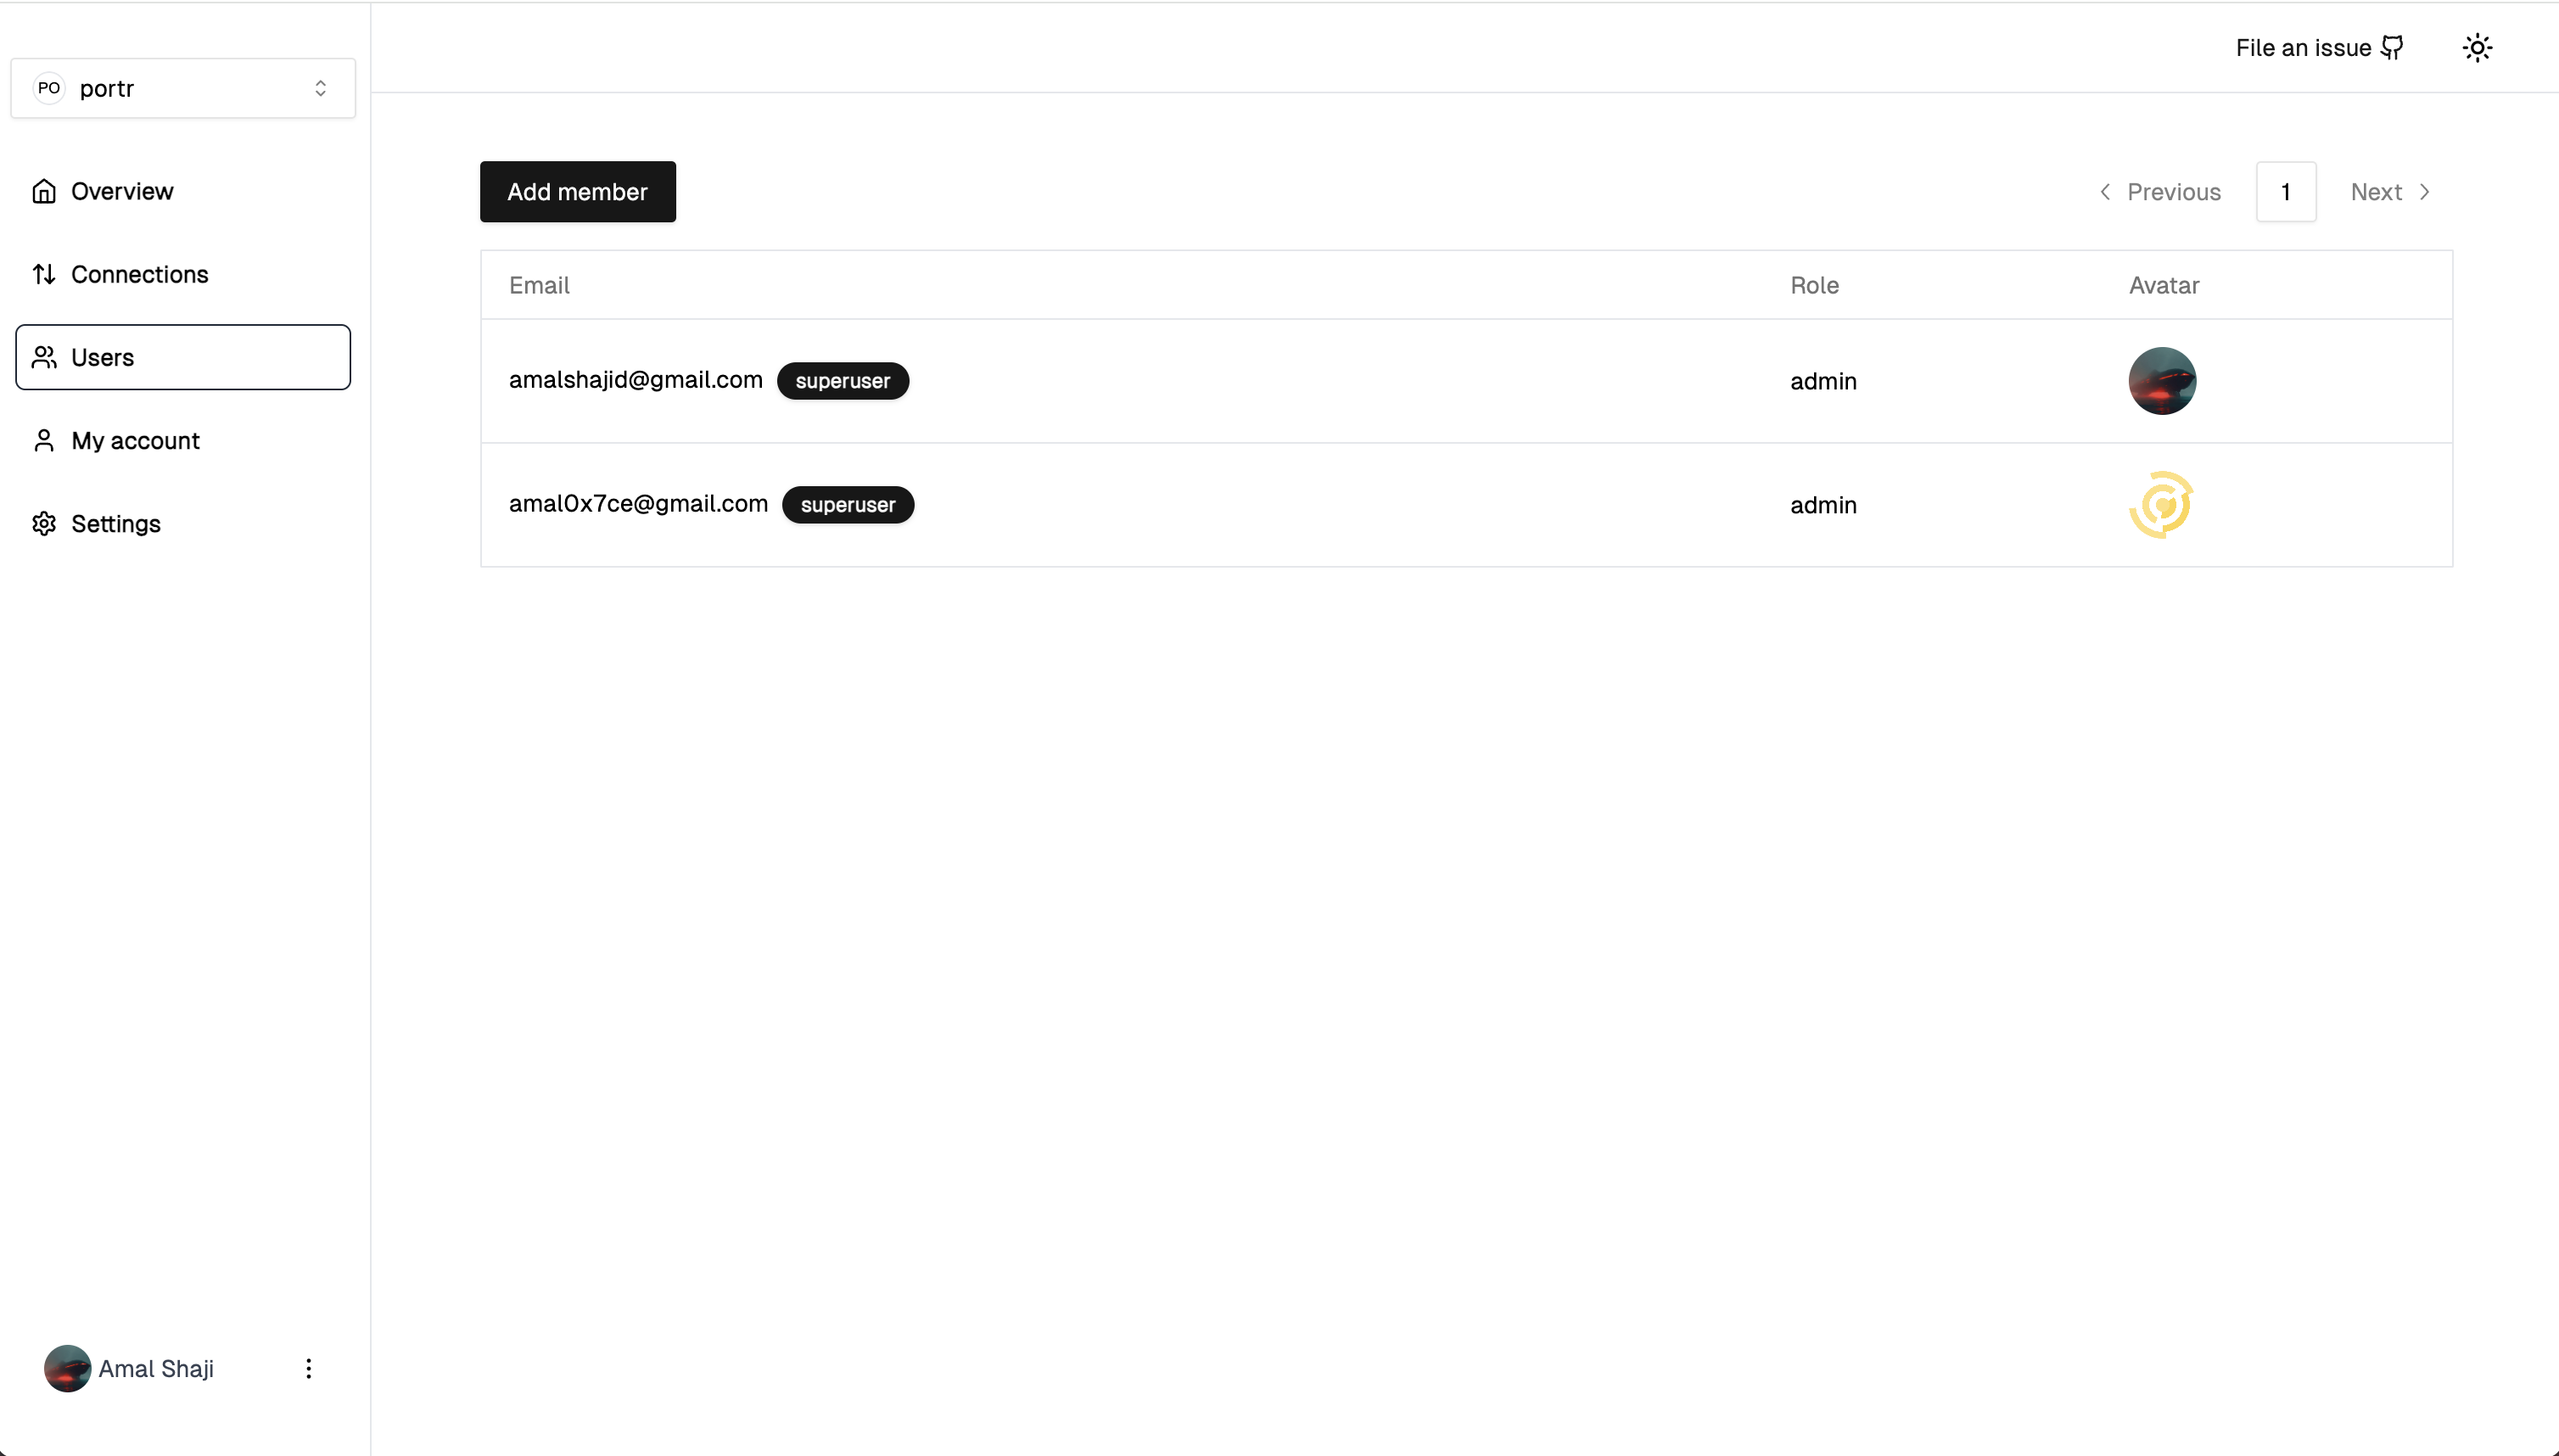 File an issue
PO portr
Overview
Connections
Users
My account
Settings
Amal Shaji
Add member
Previous 1 Next
Email Role Avatar
amalshajid@gmail.com superuser admin
amal0x7ce@gmail.com superuser admin